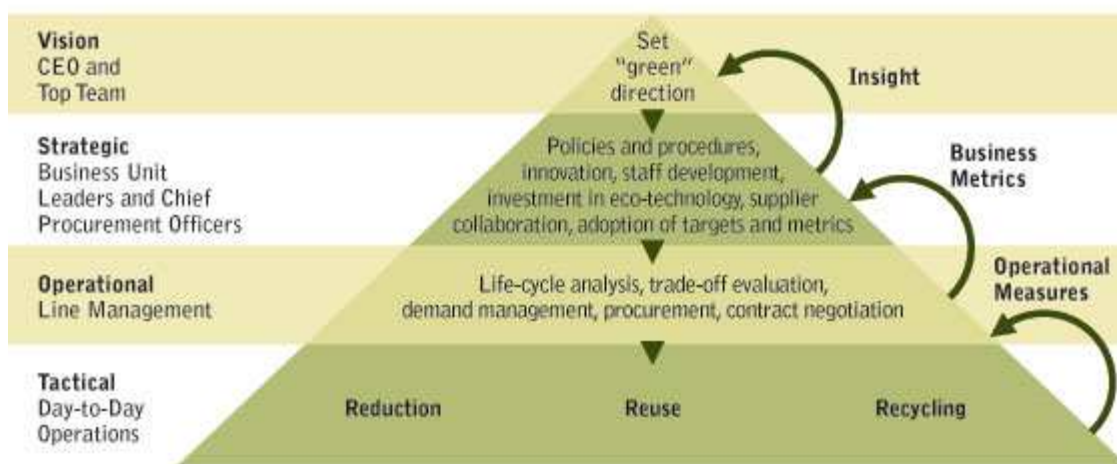 Vision
CEO and
Top Team
Set
"green"
direction
Insight
Strategic
Business Unit
Leaders and Chief
Procurement Officers
Policies and procedures,
innovation, staff development,
investment in eco-technology, supplier
collaboration, adoption of targets and metrics
Business
Metrics
Operational
Line Management
Life-cycle analysis, trade-off evaluation,
demand management, procurement, contract negotiation
Operational
Measures
Tactical
Day-to-Day
Operations
Reduction
Reuse
Recycling